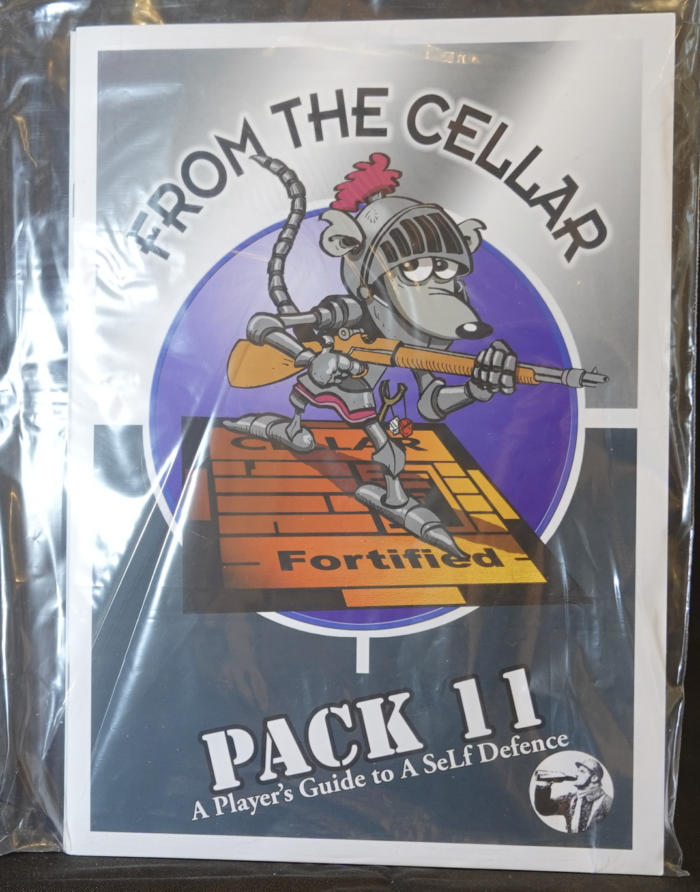 FROM THE CELLAR
CELLAR
Fortified
PACK 11
A Player's Guide to A SeLf Defence